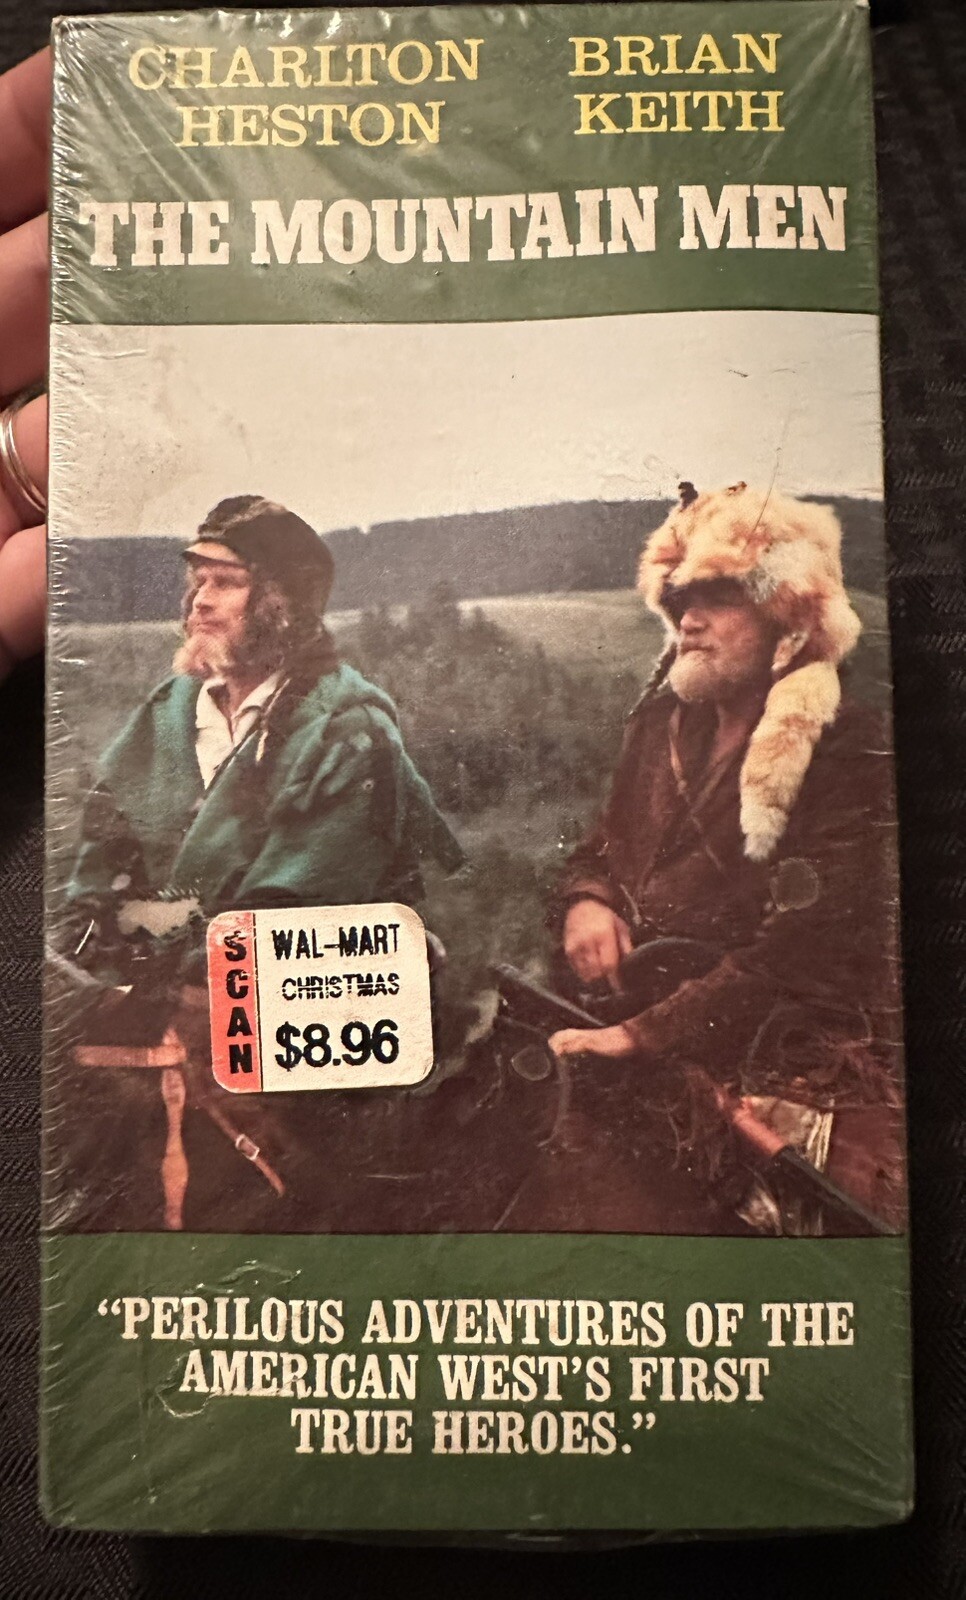 CHARLTON
HESTON
BRIAN
KEITH
THE MOUNTAIN MEN
SCAN
WAL-MART
CHRISTMAS
$8.96
“PERILOUS ADVENTURES OF THE
AMERICAN WEST’S FIRST
TRUE HEROES.”